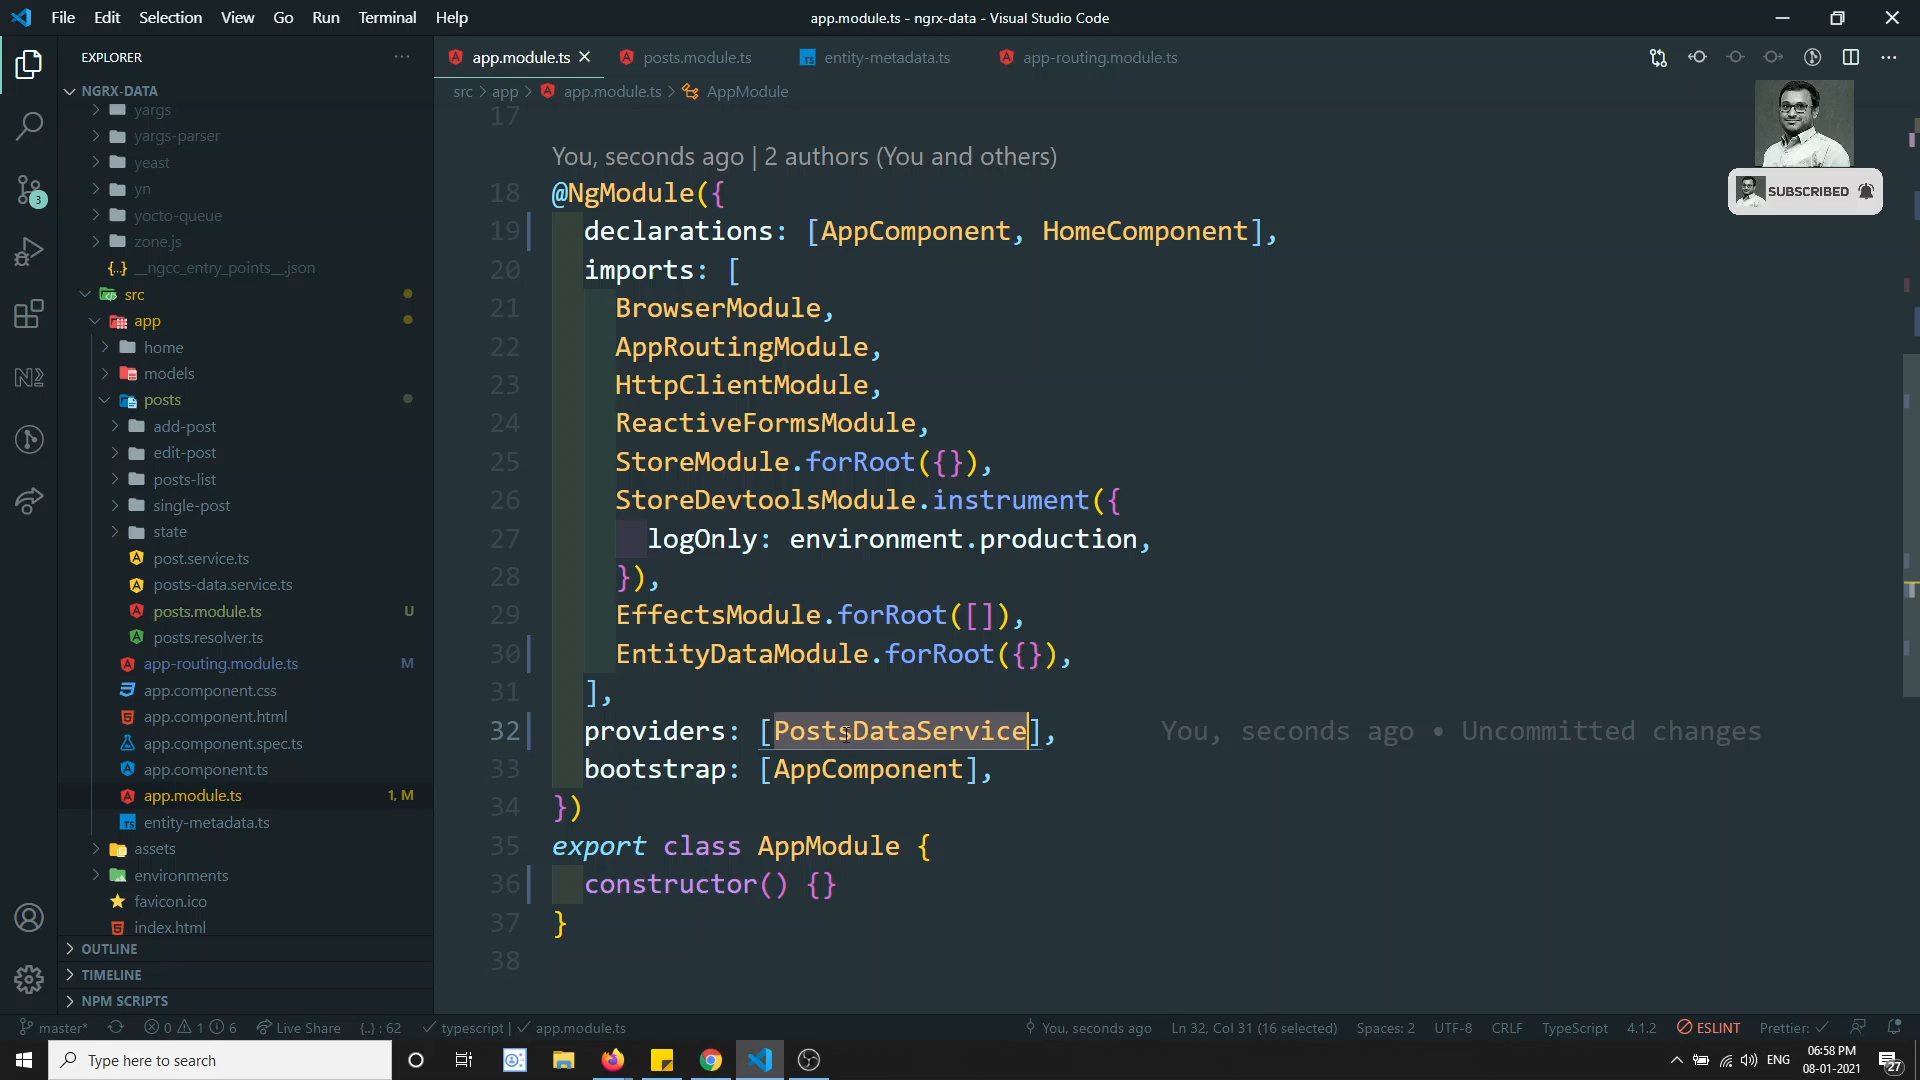 File Edit Selection View Go Run Terminal Help
app.module.ts - ngrx-data - Visual Studio Code
EXPLORER
NGRX-DATA
yargs
yargs-parser
yeast
yn
yocto-queue
zone.js
{..} __ngcc_entry_points__.json
src
app
home
models
posts
add-post
edit-post
posts-list
single-post
state
post.service.ts
posts-data.service.ts
posts.module.ts U
posts.resolver.ts
app-routing.module.ts M
app.component.css
app.component.html
app.component.spec.ts
app.component.ts
app.module.ts 1, M
entity-metadata.ts
assets
environments
favicon.ico
index.html
OUTLINE
TIMELINE
NPM SCRIPTS
3
app.module.ts posts.module.ts TS entity-metadata.ts app-routing.module.ts
src > app > app.module.ts > AppModule
SUBSCRIBED
17
You, seconds ago | 2 authors (You and others)
18 @NgModule({
19 declarations: [AppComponent, HomeComponent],
20 imports: [
21 BrowserModule,
22 AppRoutingModule,
23 HttpClientModule,
24 ReactiveFormsModule,
25 StoreModule.forRoot({}),
26 StoreDevtoolsModule.instrument({
27 logOnly: environment.production,
28 }),
29 EffectsModule.forRoot([]),
30 EntityDataModule.forRoot({}),
31 ],
32 providers: [PostsDataService], You, seconds ago • Uncommitted changes
33 bootstrap: [AppComponent],
34 })
35 export class AppModule {
36 constructor() {}
37 }
38
master* 0 1 6 Live Share {..} : 62 typescript | app.module.ts You, seconds ago Ln 32, Col 31 (16 selected) Spaces: 2 UTF-8 CRLF TypeScript 4.1.2 ESLINT Prettier:
Type here to search
ENG
06:58 PM
08-01-2021
27